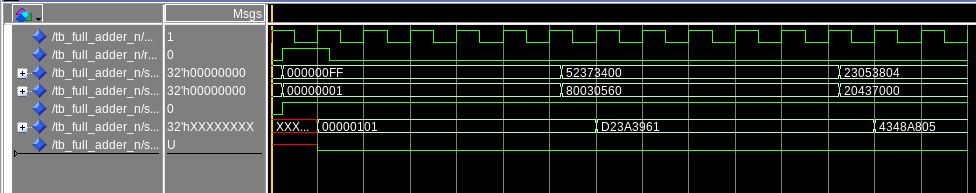 Msgs
/tb_full_adder_n/... 1
/tb_full_adder_n/r... 0
/tb_full_adder_n/s... 32'h00000000 000000FF 52373400 23053804
/tb_full_adder_n/s... 32'h00000000 00000001 80030560 20437000
/tb_full_adder_n/s... 0
/tb_full_adder_n/s... 32'hXXXXXXXX XXX... 00000101 D23A3961 4348A805
/tb_full_adder_n/s... U